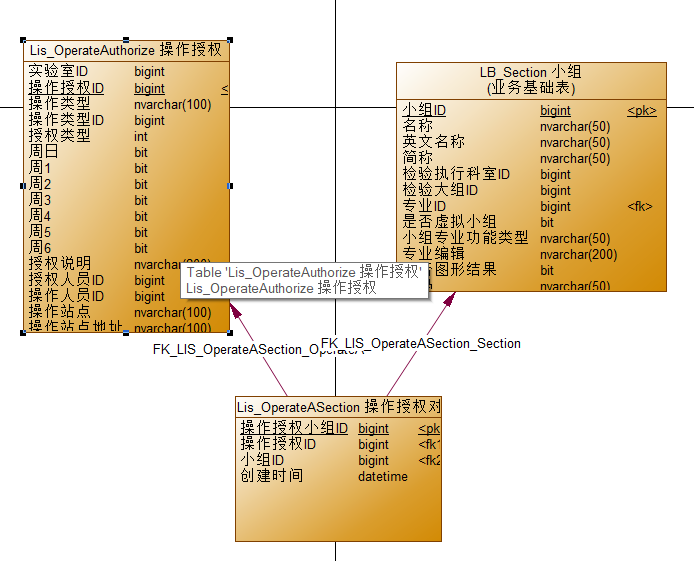 Lis_OperateAuthorize 操作授权
实验室ID bigint
操作授权ID bigint <
操作类型 nvarchar(100)
操作类型ID bigint
授权类型 int
周日 bit
周1 bit
周2 bit
周3 bit
周4 bit
周5 bit
周6 bit
授权说明
授权人员ID bigint
操作人员ID bigint
操作站点 nvarchar(100)
操作站点地址 nvarchar(100)
LB_Section 小组
(业务基础表)
小组ID bigint <pk>
名称 nvarchar(50)
英文名称 nvarchar(50)
简称 nvarchar(50)
检验执行科室ID bigint
检验大组ID bigint
专业ID bigint <fk>
是否虚拟小组 bit
小组专业功能类型 nvarchar(50)
专业编辑 nvarchar(200)
图形结果 bit
nvarchar(50)
Table 'Lis_OperateAuthorize 操作授权'
Lis_OperateAuthorize 操作授权
FK_LIS_OperateASection_OperateA
FK_LIS_OperateASection_Section
Lis_OperateASection 操作授权对
操作授权小组ID bigint <pk
操作授权ID bigint <fk1
小组ID bigint <fk2
创建时间 datetime